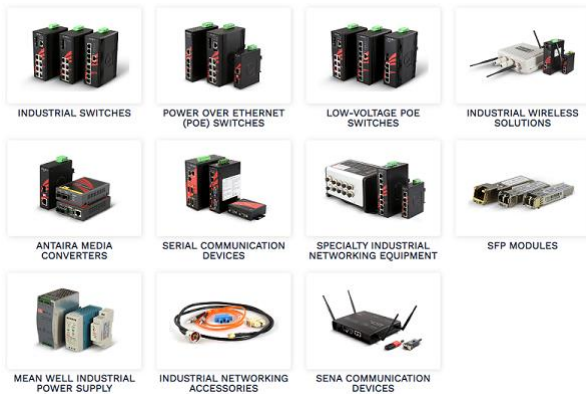 INDUSTRIAL SWITCHES
POWER OVER ETHERNET
(POE) SWITCHES
LOW-VOLTAGE POE
SWITCHES
INDUSTRIAL WIRELESS
SOLUTIONS
ANTAIRA MEDIA
CONVERTERS
SERIAL COMMUNICATION
DEVICES
SPECIALTY INDUSTRIAL
NETWORKING EQUIPMENT
SFP MODULES
MEAN WELL INDUSTRIAL
POWER SUPPLY
INDUSTRIAL NETWORKING
ACCESSORIES
SENA COMMUNICATION
DEVICES